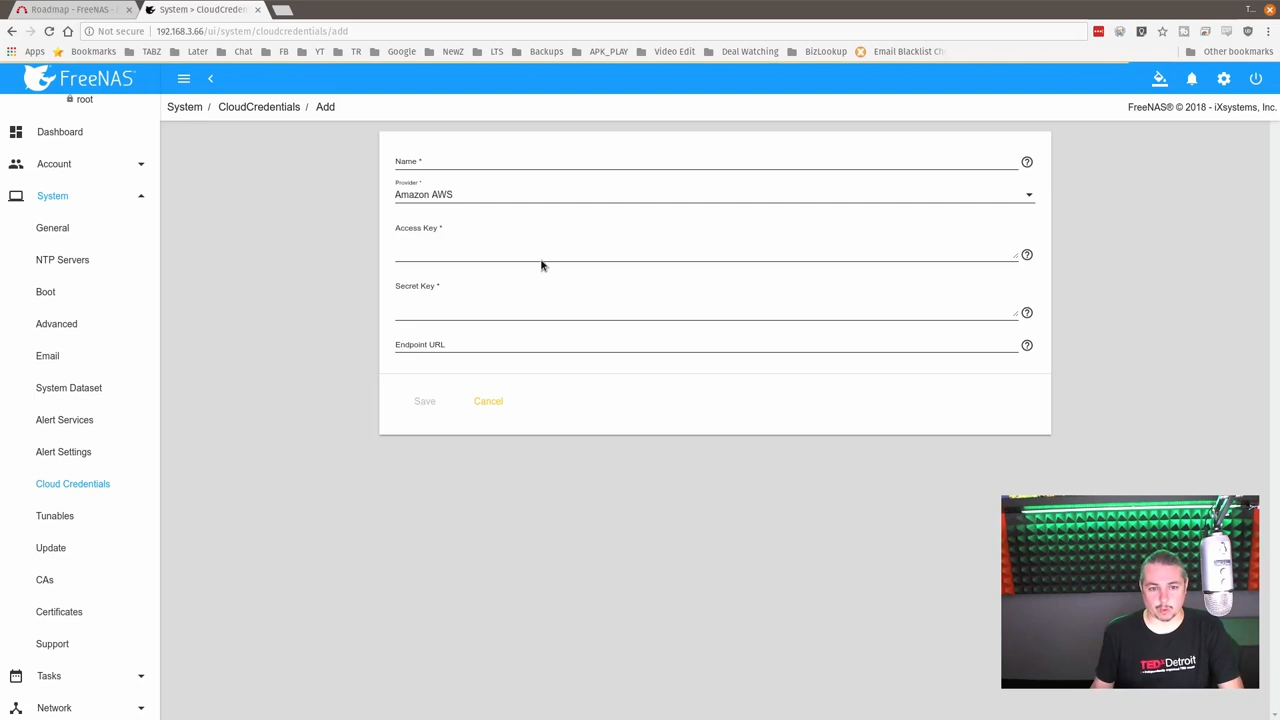 Roadmap - FreeNAS -
System > CloudCreden
T...
Not secure
192.168.3.66/ui/system/cloudcredentials/add
Apps
Bookmarks
TABZ
Later
Chat
FB
YT
TR
Google
NewZ
LTS
Backups
APK_PLAY
Video Edit
Deal Watching
BizLookup
Email Blacklist Ch
Other bookmarks
FreeNAS
root
System / CloudCredentials / Add
FreeNAS® © 2018 - iXsystems, Inc.
Dashboard
Account
System
General
NTP Servers
Boot
Advanced
Email
System Dataset
Alert Services
Alert Settings
Cloud Credentials
Tunables
Update
CAs
Certificates
Support
Tasks
Network
Name *
Provider *
Amazon AWS
Access Key *
Secret Key *
Endpoint URL
Save
Cancel
TEDxDetroit